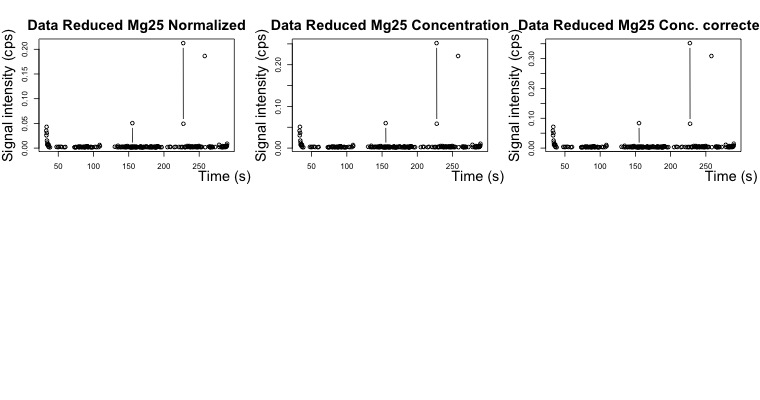 Data Reduced Mg25 Normalized
Signal intensity (cps)
0.00 0.05 0.10 0.15 0.20
50 100 150 200 250
Time (s)
Data Reduced Mg25 Concentration
Signal intensity (cps)
0.00 0.10 0.20
50 100 150 200 250
Time (s)
Data Reduced Mg25 Conc. correcte
Signal intensity (cps)
0.00 0.10 0.20 0.30
50 100 150 200 250
Time (s)